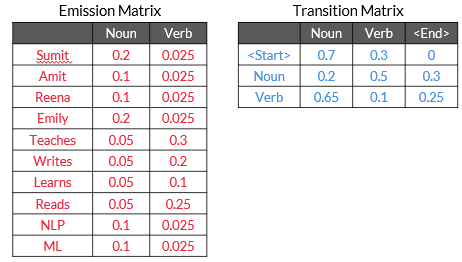 Emission Matrix
Noun Verb
Sumit 0.2 0.025
Amit 0.1 0.025
Reena 0.1 0.025
Emily 0.2 0.025
Teaches 0.05 0.3
Writes 0.05 0.2
Learns 0.05 0.1
Reads 0.05 0.25
NLP 0.1 0.025
ML 0.1 0.025
Transition Matrix
Noun Verb <End>
<Start> 0.7 0.3 0
Noun 0.2 0.5 0.3
Verb 0.65 0.1 0.25